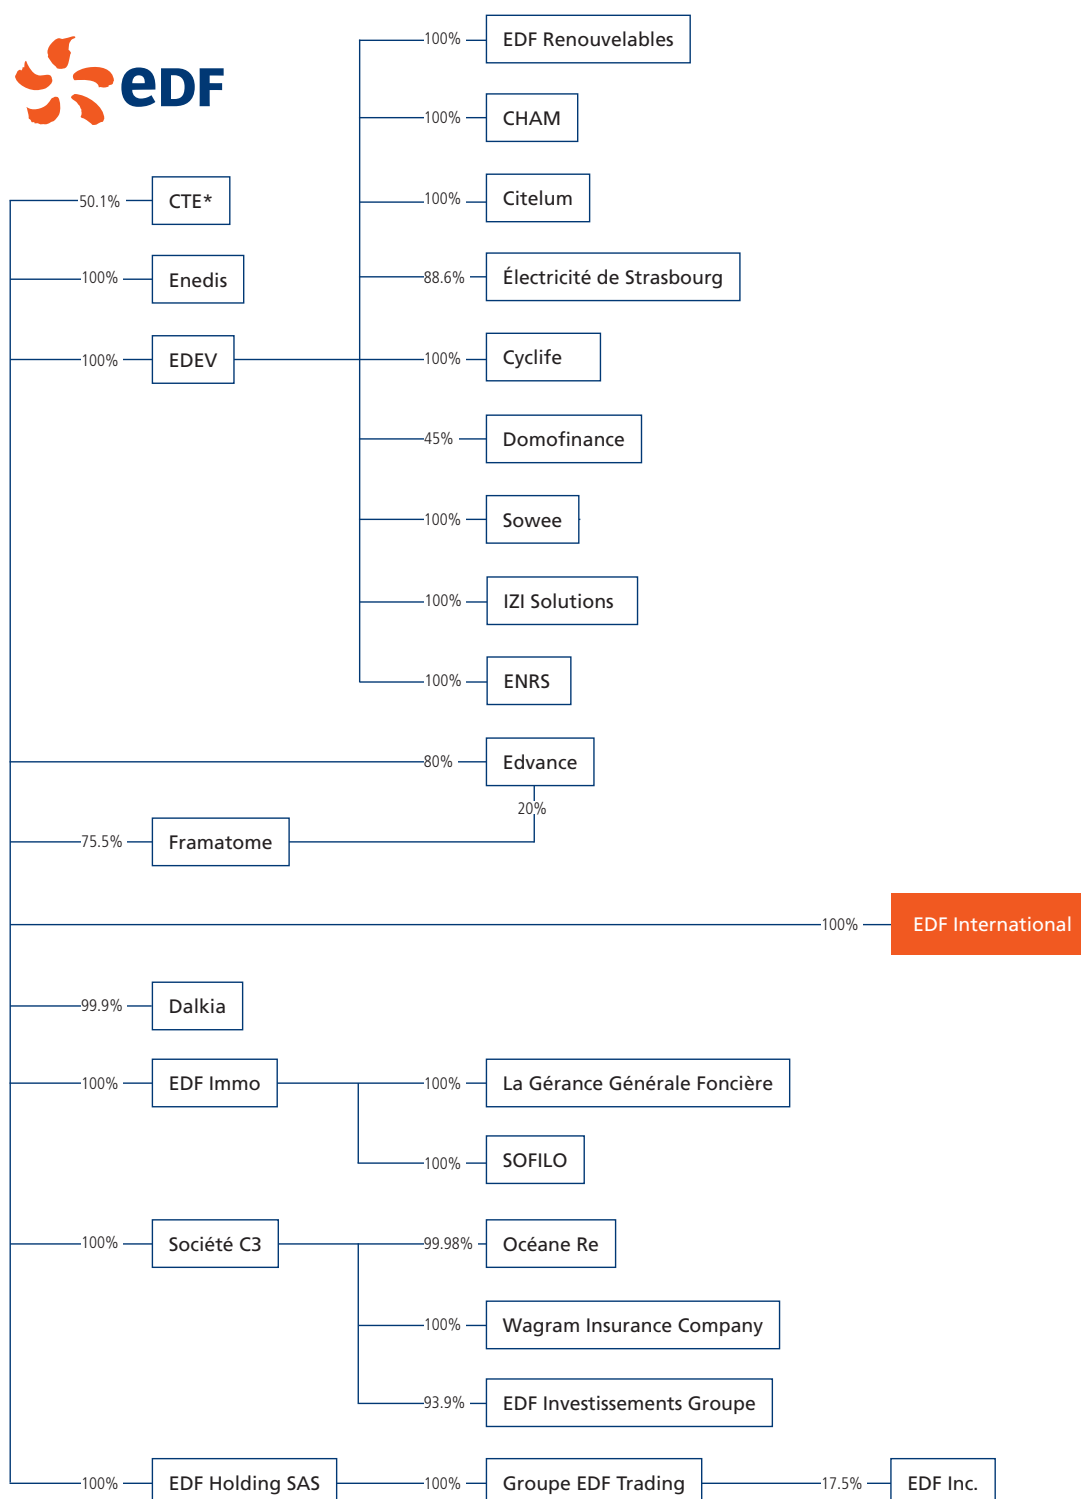 100% EDF Renouvelables
eDF
100% CHAM
50.1% CTE* 100% Citelum
100% Enedis 88.6% Électricité de Strasbourg
100% EDEV 100% Cyclife
45% Domofinance
100% Sowee
100% IZI Solutions
100% ENRS
80% Edvance
20%
75.5% Framatome
100% EDF International
99.9% Dalkia
100% EDF Immo 100% La Gérance Générale Foncière
100% SOFILO
100% Société C3 99.98% Océane Re
100% Wagram Insurance Company
93.9% EDF Investissements Groupe
100% EDF Holding SAS 100% Groupe EDF Trading 17.5% EDF Inc.